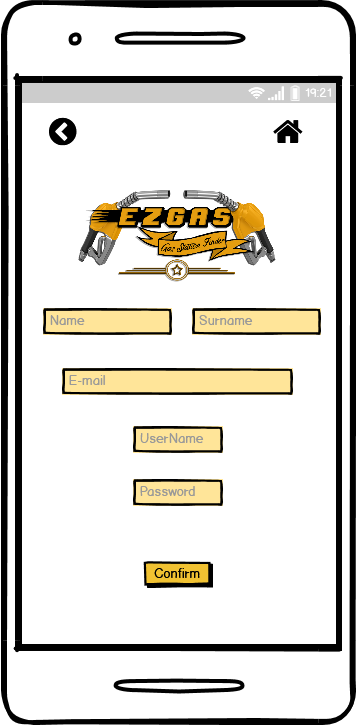 19:21
EZGAS
Gas Station Finder
Name Surname
E-mail
UserName
Password
Confirm